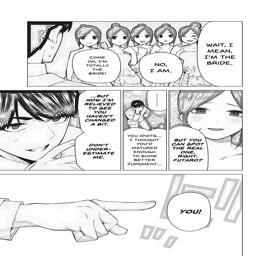 WAIT, I
MEAN,
I'M THE
BRIDE.
NO,
I AM.
COME
ON, I'M
TOTALLY
THE
BRIDE!
BUT YOU
CAN SPOT
THE REAL
ONE,
RIGHT,
FUTARO?
YOU IDIOTS...
I THOUGHT
YOU'D
MATURED
ENOUGH
TO SHOW
BETTER
JUDGMENT...
...BUT
NOW I'M
RELIEVED
TO SEE
YOU
HAVEN'T
CHANGED
A BIT.
DON'T
UNDER-
ESTIMATE
ME.
YOU!